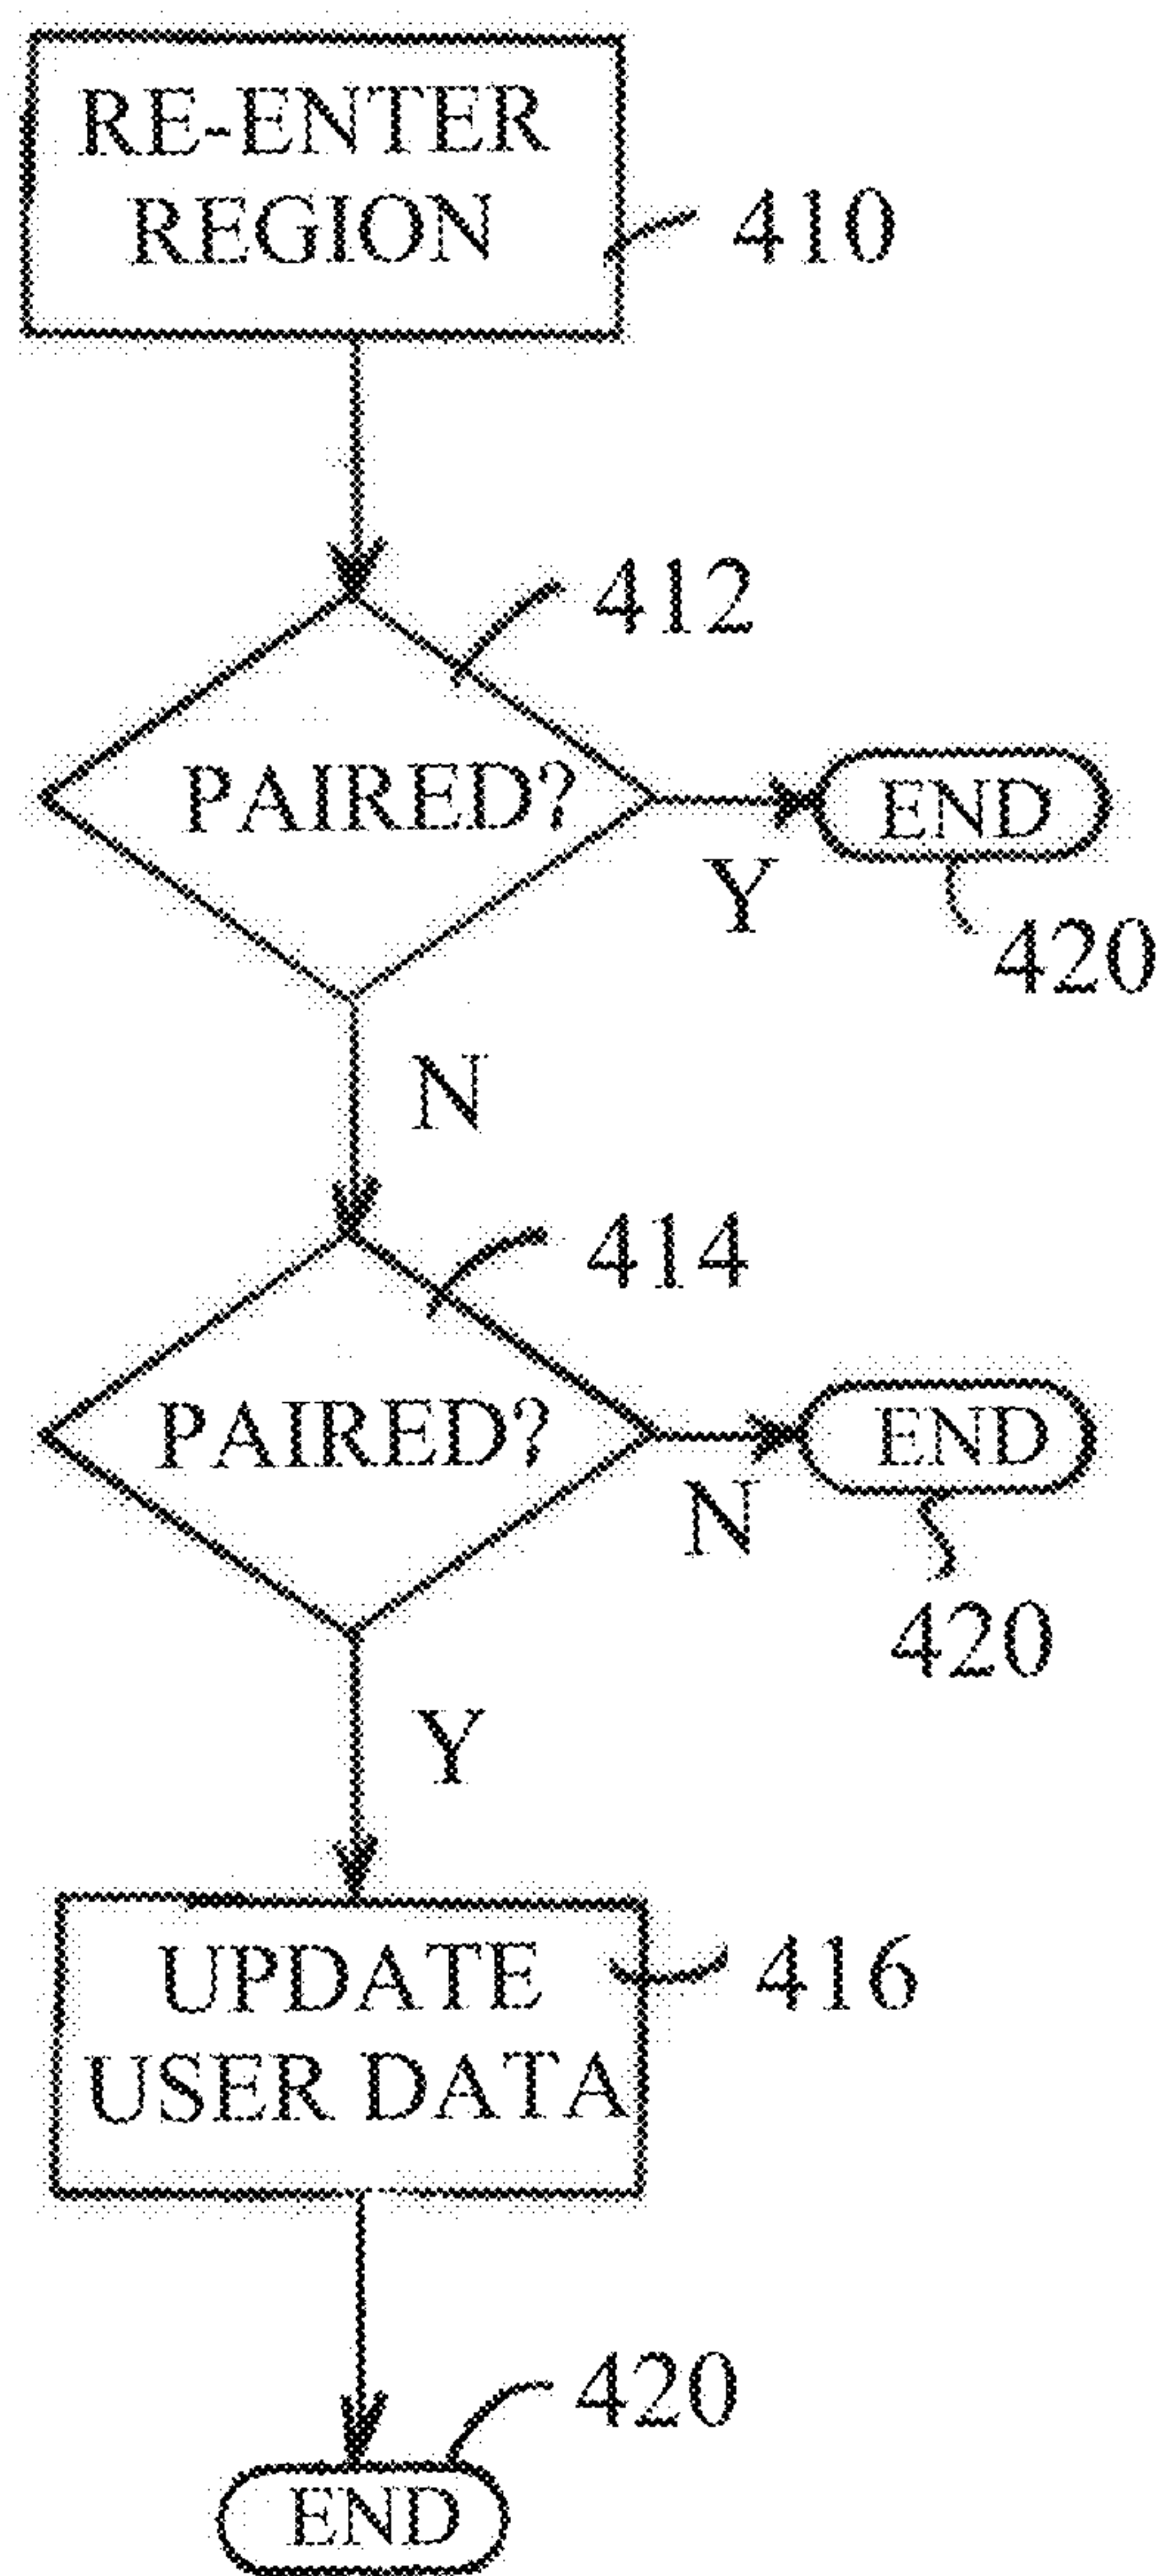 RE-ENTER
REGION
410
412
PAIRED?
END
Y
420
N
414
PAIRED?
END
N
420
Y
UPDATE
USER DATA
416
420
END